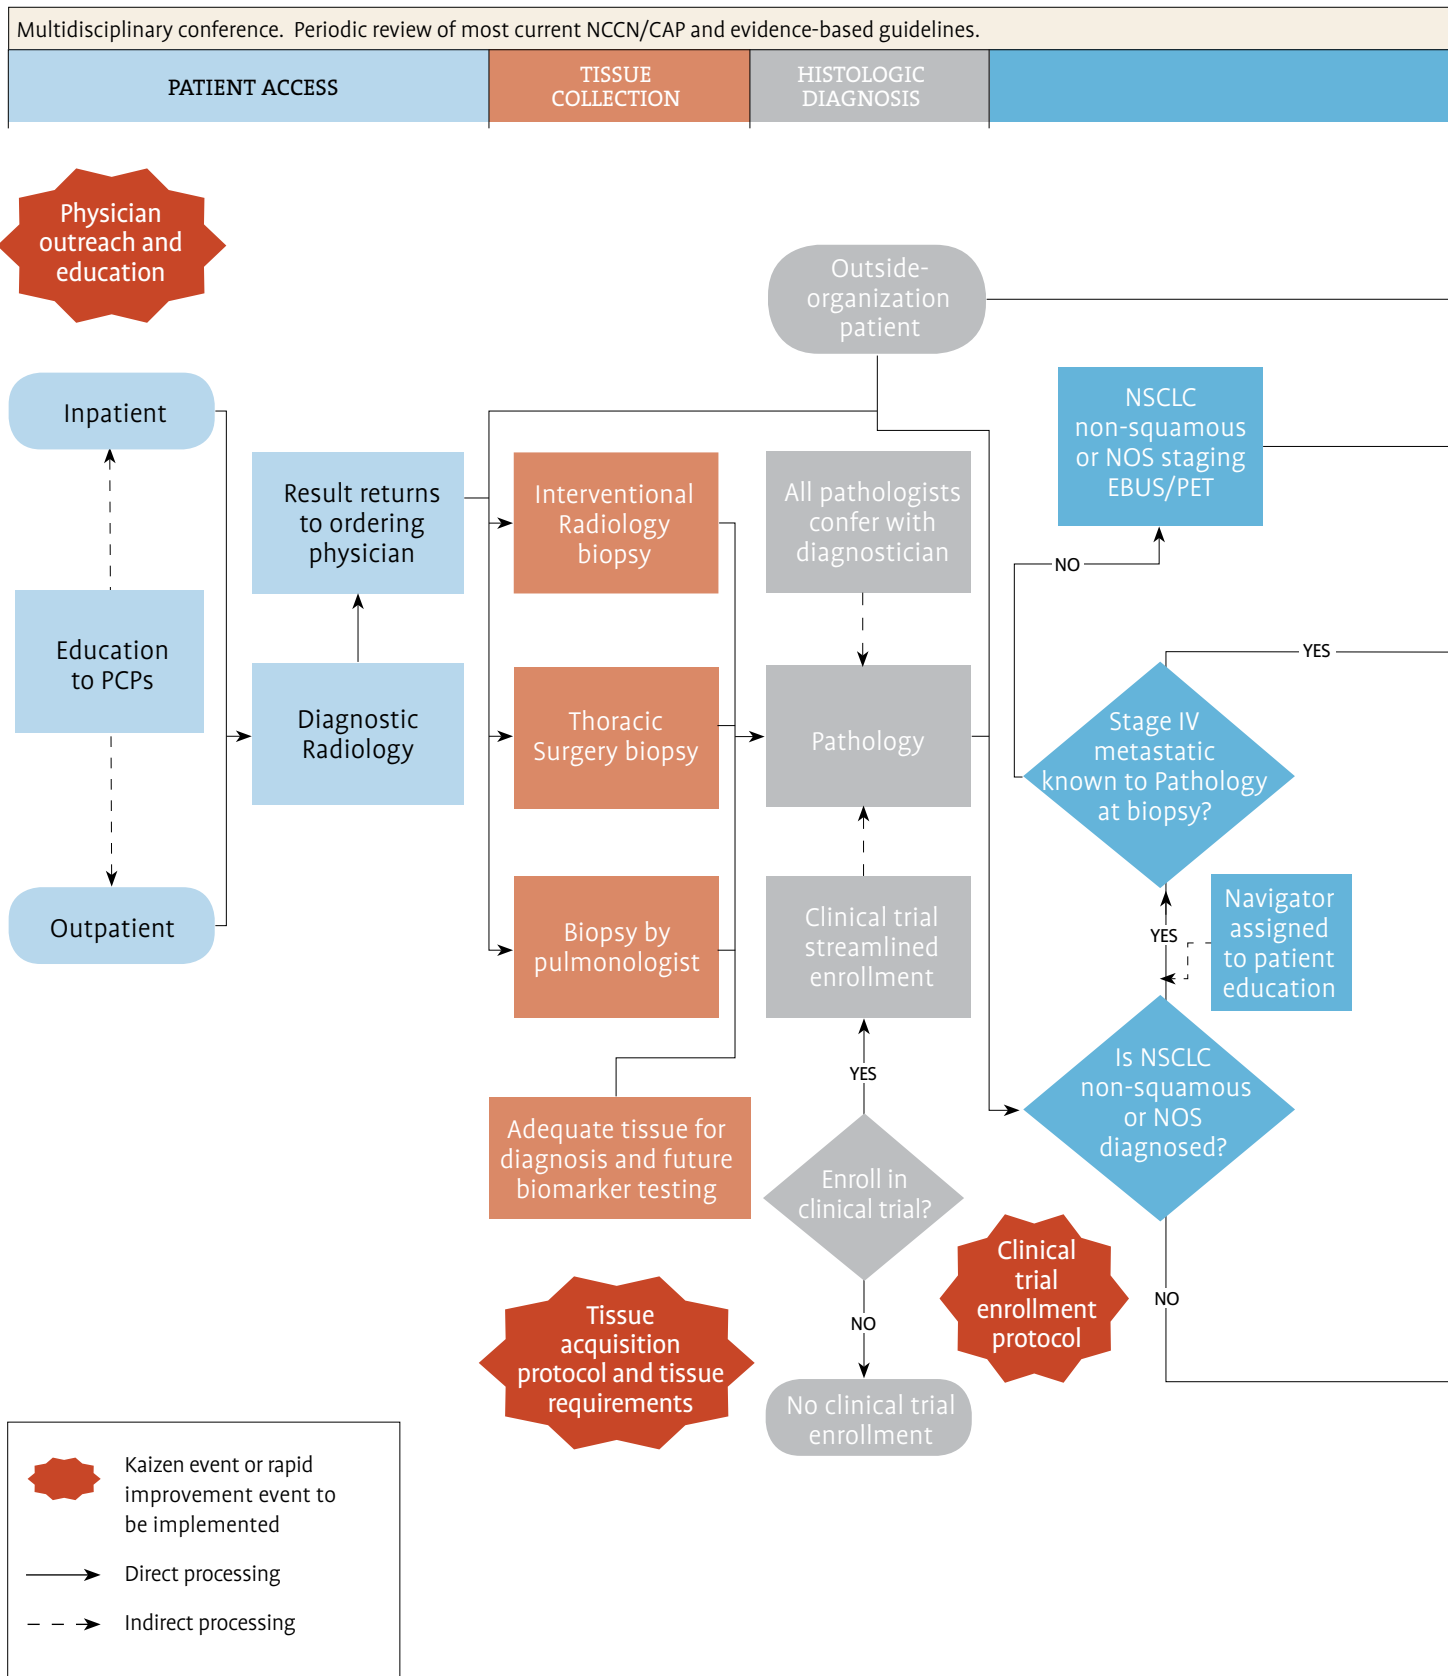 Multidisciplinary conference. Periodic review of most current NCCN/CAP and evidence-based guidelines.
PATIENT ACCESS
TISSUE
COLLECTION
HISTOLOGIC
DIAGNOSIS
Physician
outreach and
education
Inpatient
Education
to PCPs
Outpatient
Result returns
to ordering
physician
Diagnostic
Radiology
Interventional
Radiology
biopsy
Thoracic
Surgery biopsy
Biopsy by
pulmonologist
Adequate tissue for
diagnosis and future
biomarker testing
Tissue
acquisition
protocol and tissue
requirements
Outside-
organization
patient
All pathologists
confer with
diagnostician
Pathology
Clinical trial
streamlined
enrollment
YES
Enroll in
clinical trial?
NO
No clinical trial
enrollment
Clinical
trial
enrollment
protocol
NSCLC
non-squamous
or NOS staging
EBUS/PET
NO
YES
Stage IV
metastatic
known to Pathology
at biopsy?
YES
Navigator
assigned
to patient
education
Is NSCLC
non-squamous
or NOS
diagnosed?
NO
Kaizen event or rapid
improvement event to
be implemented
Direct processing
Indirect processing